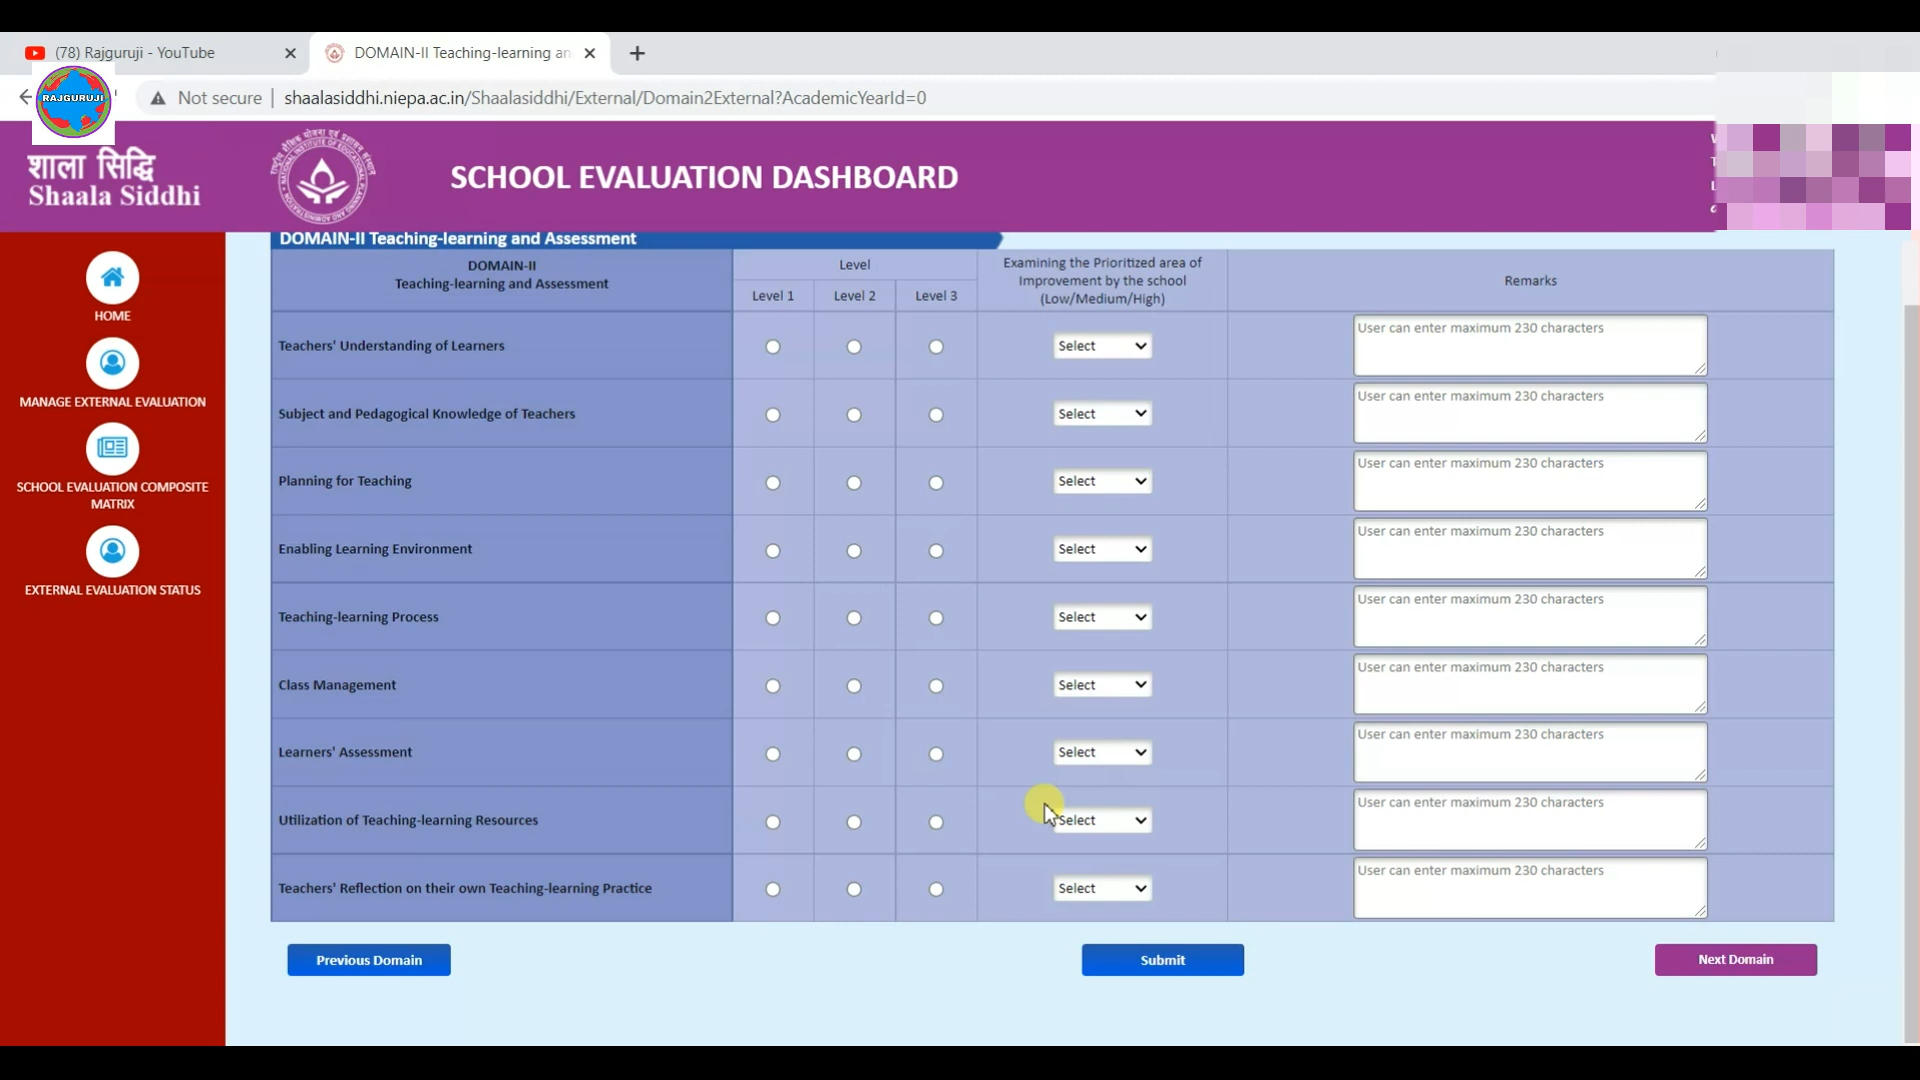 (78) Rajguruji - YouTube
DOMAIN-II Teaching-learning an
RAJGURUJI
Not secure
shaalasiddhi.niepa.ac.in/Shaalasiddhi/External/Domain2External?AcademicYearId=0
शाला सिद्धि
Shaala Siddhi
SCHOOL EVALUATION DASHBOARD
HOME
MANAGE EXTERNAL EVALUATION
SCHOOL EVALUATION COMPOSITE
MATRIX
EXTERNAL EVALUATION STATUS
DOMAIN-II Teaching-learning and Assessment
DOMAIN-II
Teaching-learning and Assessment
Level
Level 1 Level 2 Level 3
Examining the Prioritized area of
Improvement by the school
(Low/Medium/High)
Remarks
Teachers' Understanding of Learners Select User can enter maximum 230 characters
Subject and Pedagogical Knowledge of Teachers Select User can enter maximum 230 characters
Planning for Teaching Select User can enter maximum 230 characters
Enabling Learning Environment Select User can enter maximum 230 characters
Teaching-learning Process Select User can enter maximum 230 characters
Class Management Select User can enter maximum 230 characters
Learners' Assessment Select User can enter maximum 230 characters
Utilization of Teaching-learning Resources Select User can enter maximum 230 characters
Teachers' Reflection on their own Teaching-learning Practice Select User can enter maximum 230 characters
Previous Domain
Submit
Next Domain